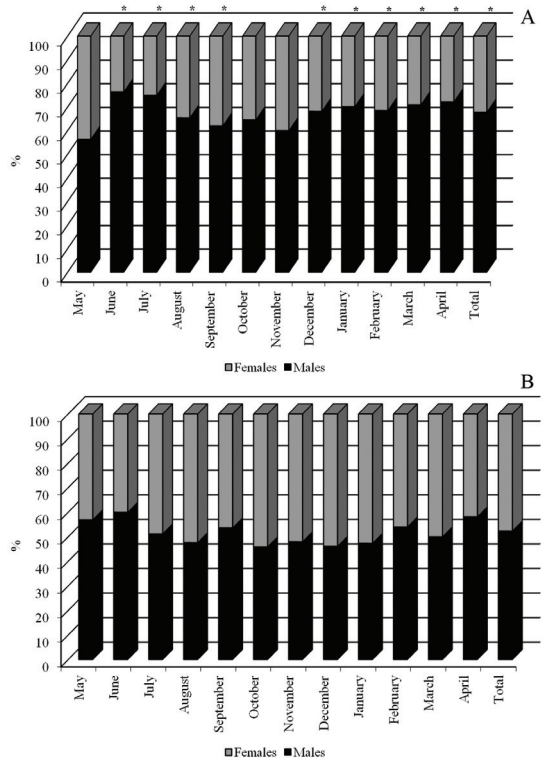 A
* * * * * * * * * *
100
90
80
70
60
50
40
30
20
10
0
%
May
June
July
August
September
October
November
December
January
February
March
April
Total
Females Males
B
100
90
80
70
60
50
40
30
20
10
0
%
May
June
July
August
September
October
November
December
January
February
March
April
Total
Females Males